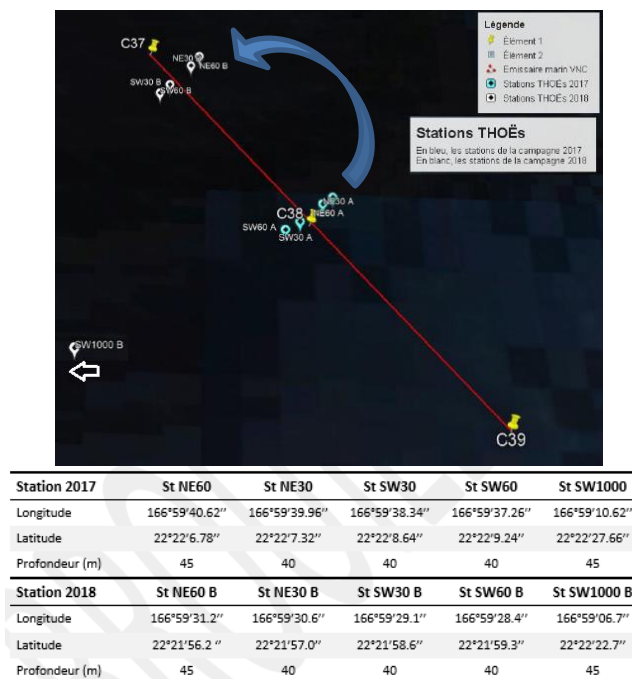 C37
NE30
NE60 B
SW30 B
SW60 B
Légende
Élément 1
Élément 2
Emissaire marin VNC
Stations THOËs 2017
Stations THOËs 2018
Stations THOËs
En bleu, les stations de la campagne 2017
En blanc, les stations de la campagne 2018
NE30 A
C38
NE60 A
SW60 A
SW30 A
SW1000 B
C39
Station 2017 St NE60 St NE30 St SW30 St SW60 St SW1000
Longitude 166°59'40.62'' 166°59'39.96'' 166°59'38.34'' 166°59'37.26'' 166°59'10.62''
Latitude 22°22'6.78'' 22°22'7.32'' 22°22'8.64'' 22°22'9.24'' 22°22'27.66''
Profondeur (m) 45 40 40 40 45
Station 2018 St NE60 B St NE30 B St SW30 B St SW60 B St SW1000 B
Longitude 166°59'31.2'' 166°59'30.6'' 166°59'29.1'' 166°59'28.4'' 166°59'06.7''
Latitude 22°21'56.2 '' 22°21'57.0'' 22°21'58.6'' 22°21'59.3'' 22°22'22.7''
Profondeur (m) 45 40 40 40 45